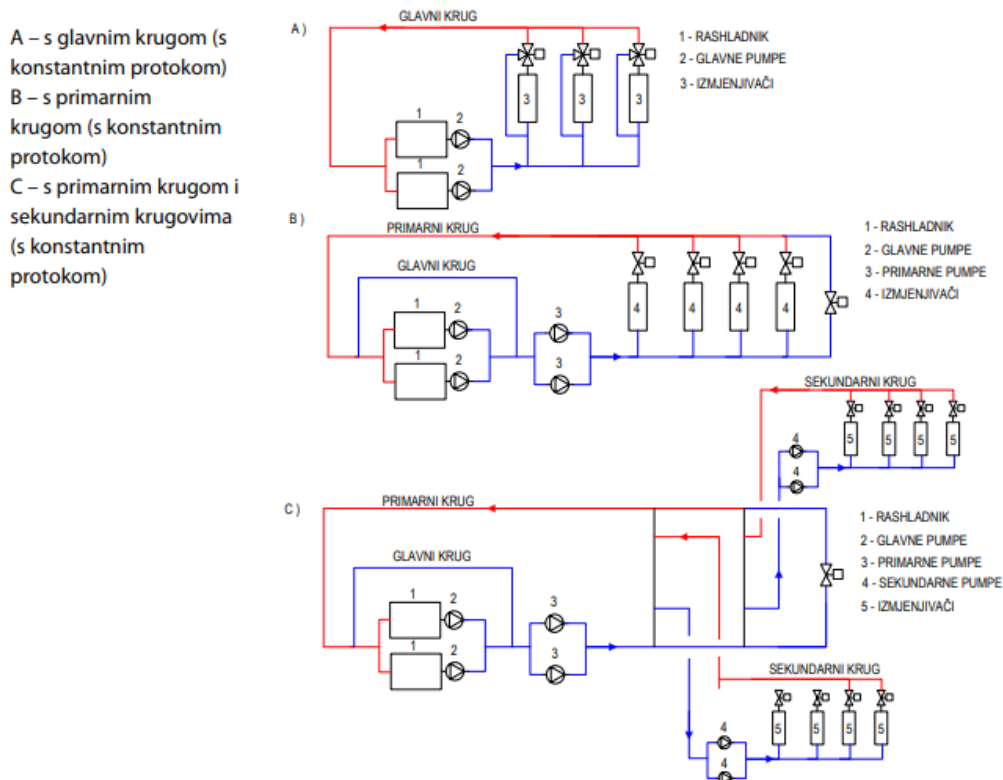 A – s glavnim krugom (s
konstantnim protokom)
B – s primarnim
krugom (s konstantnim
protokom)
C – s primarnim krugom i
sekundarnim krugovima
(s konstantnim
protokom)
A )
GLAVNI KRUG
1 - RASHLADNIK
2 - GLAVNE PUMPE
3 - IZMJENJIVAČI
3
3
3
1
2
1
2
B )
PRIMARNI KRUG
GLAVNI KRUG
1 - RASHLADNIK
2 - GLAVNE PUMPE
3 - PRIMARNE PUMPE
4 - IZMJENJIVAČI
1
2
1
2
3
3
4
4
4
4
SEKUNDARNI KRUG
4
4
5
5
5
5
C )
PRIMARNI KRUG
GLAVNI KRUG
1 - RASHLADNIK
2 - GLAVNE PUMPE
3 - PRIMARNE PUMPE
4 - SEKUNDARNE PUMPE
5 - IZMJENJIVAČI
1
2
1
2
3
3
SEKUNDARNI KRUG
4
4
5
5
5
5